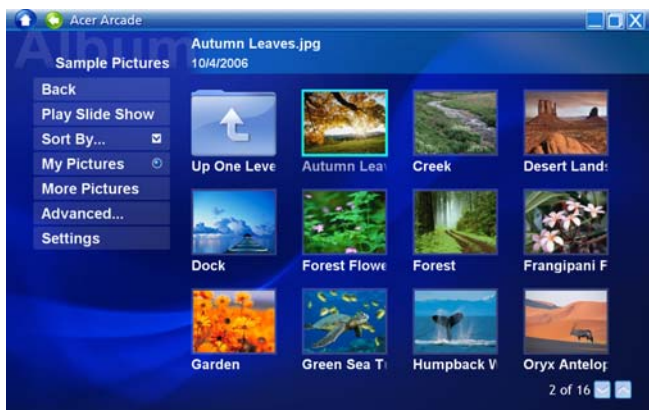 Acer Arcade
Album
Sample Pictures
Autumn Leaves.jpg
10/4/2006
Back
Play Slide Show
Sort By...
My Pictures
More Pictures
Advanced...
Settings
Up One Leve
Autumn Leav
Creek
Desert Lands
Dock
Forest Flowe
Forest
Frangipani F
Garden
Green Sea T
Humpback W
Oryx Antelop
2 of 16